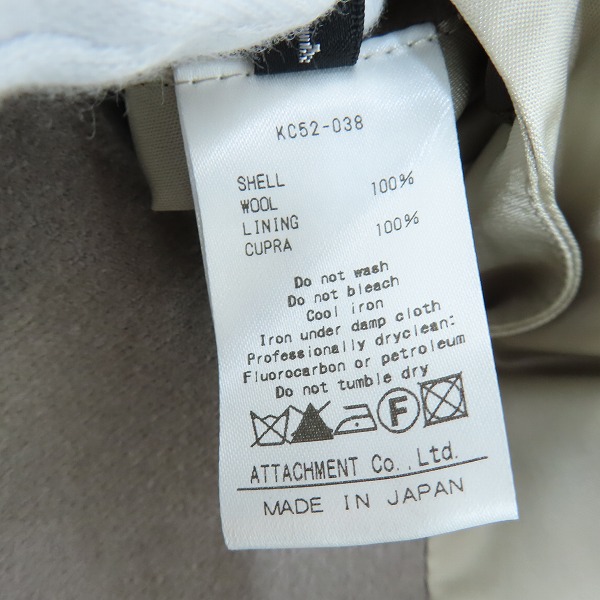 KC52-038
SHELL
WOOL 100%
LINING
CUPRA 100%
Do not wash
Do not bleach
Cool iron
Iron under damp cloth
Professionally dryclean:
Fluorocarbon or petroleum
Do not tumble dry
F
ATTACHMENT Co.,Ltd.
MADE IN JAPAN